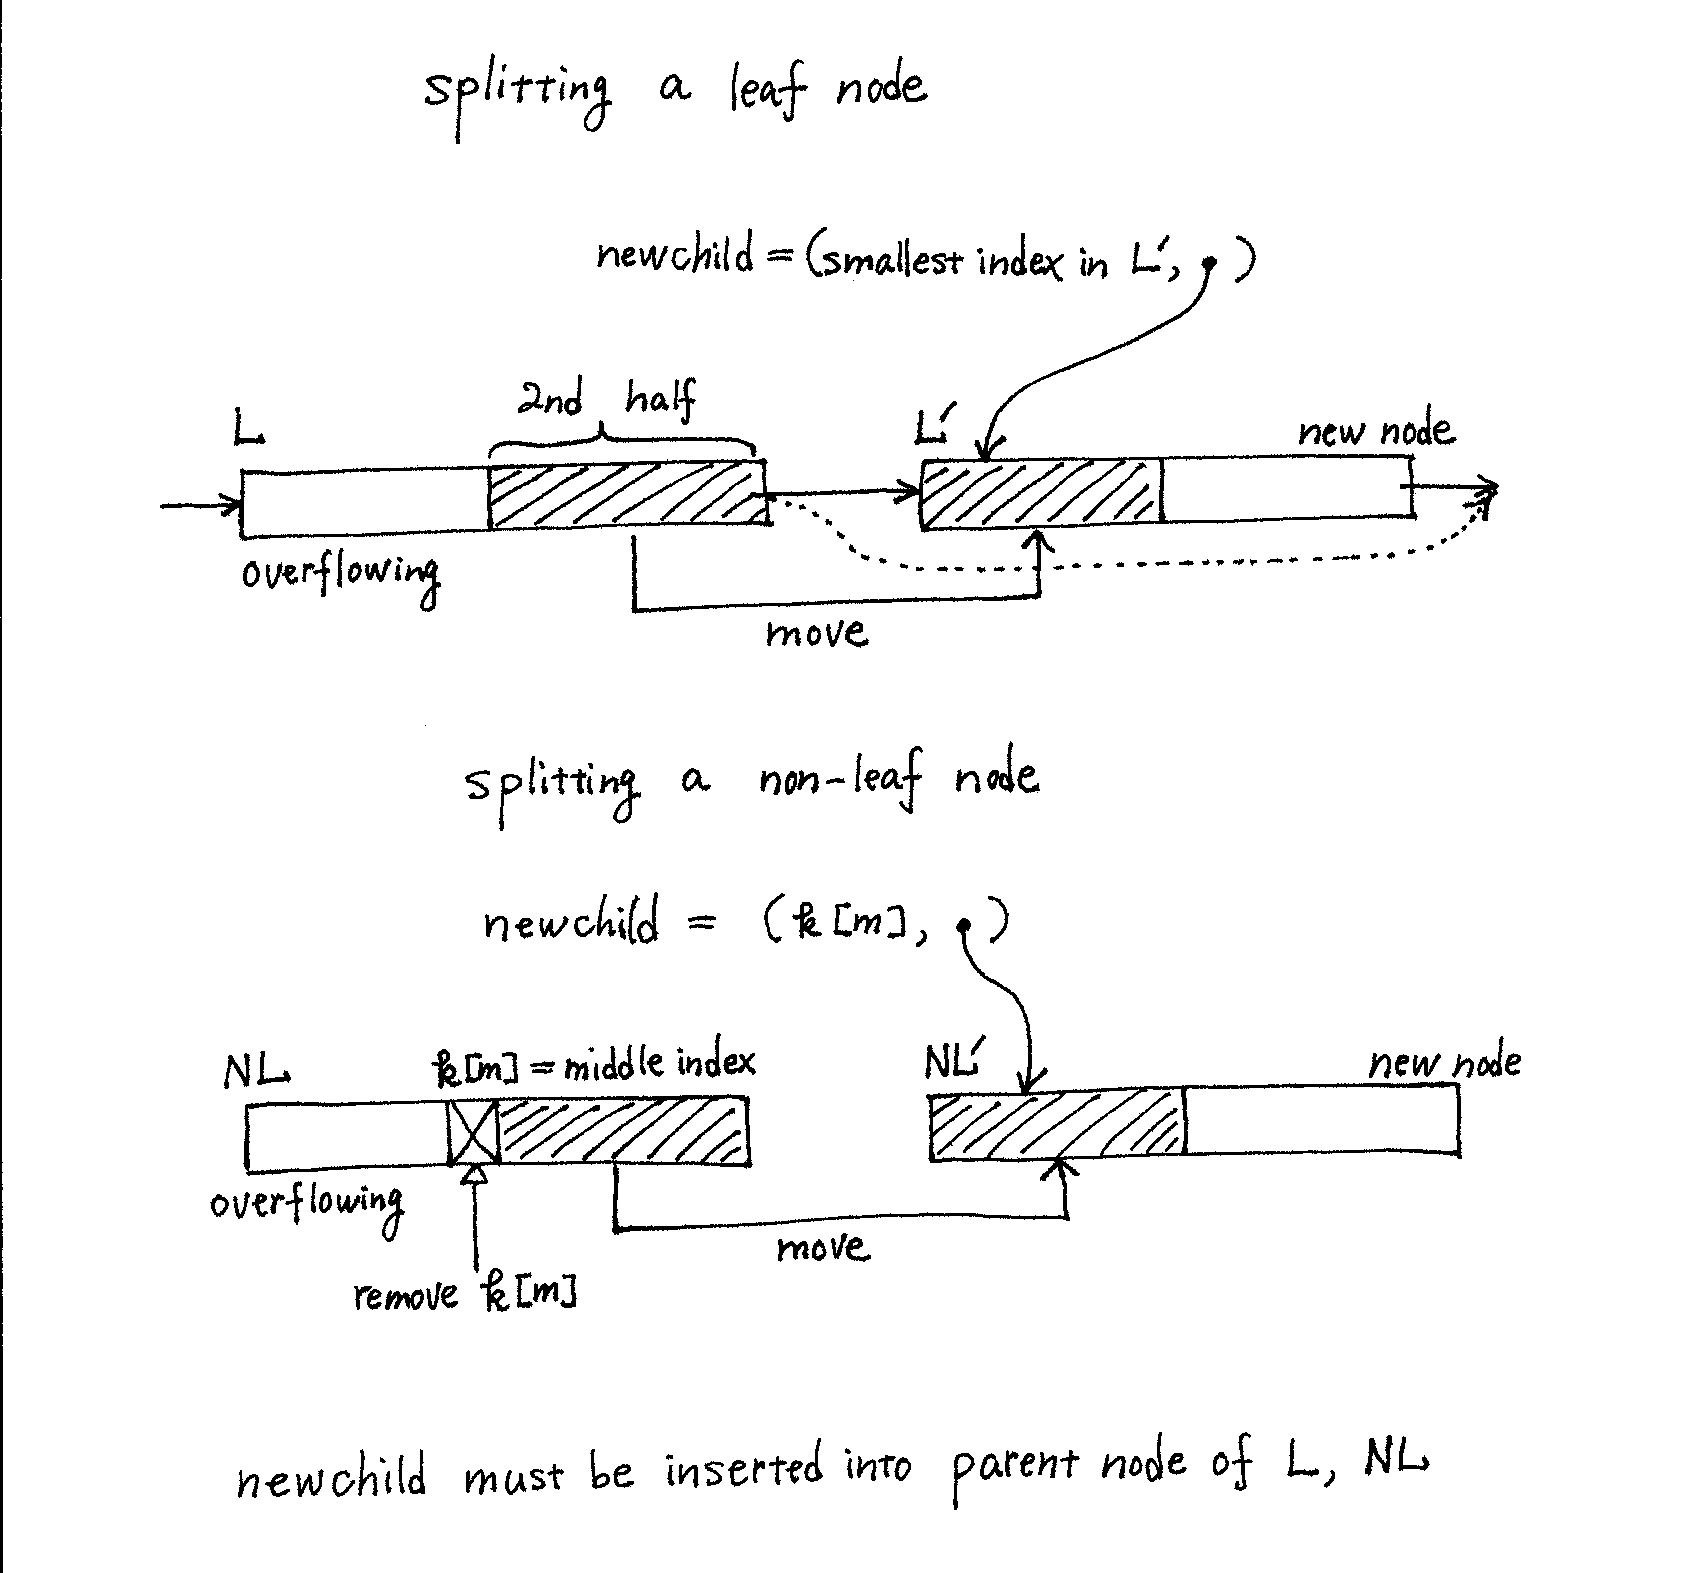 splitting a leaf node
newchild = (smallest index in L', )
2nd half
L
L'
new node
overflowing
move
splitting a non-leaf node
newchild = (k[m], )
NL
k[m] = middle index
NL'
new node
overflowing
move
remove k[m]
newchild must be inserted into parent node of L, NL